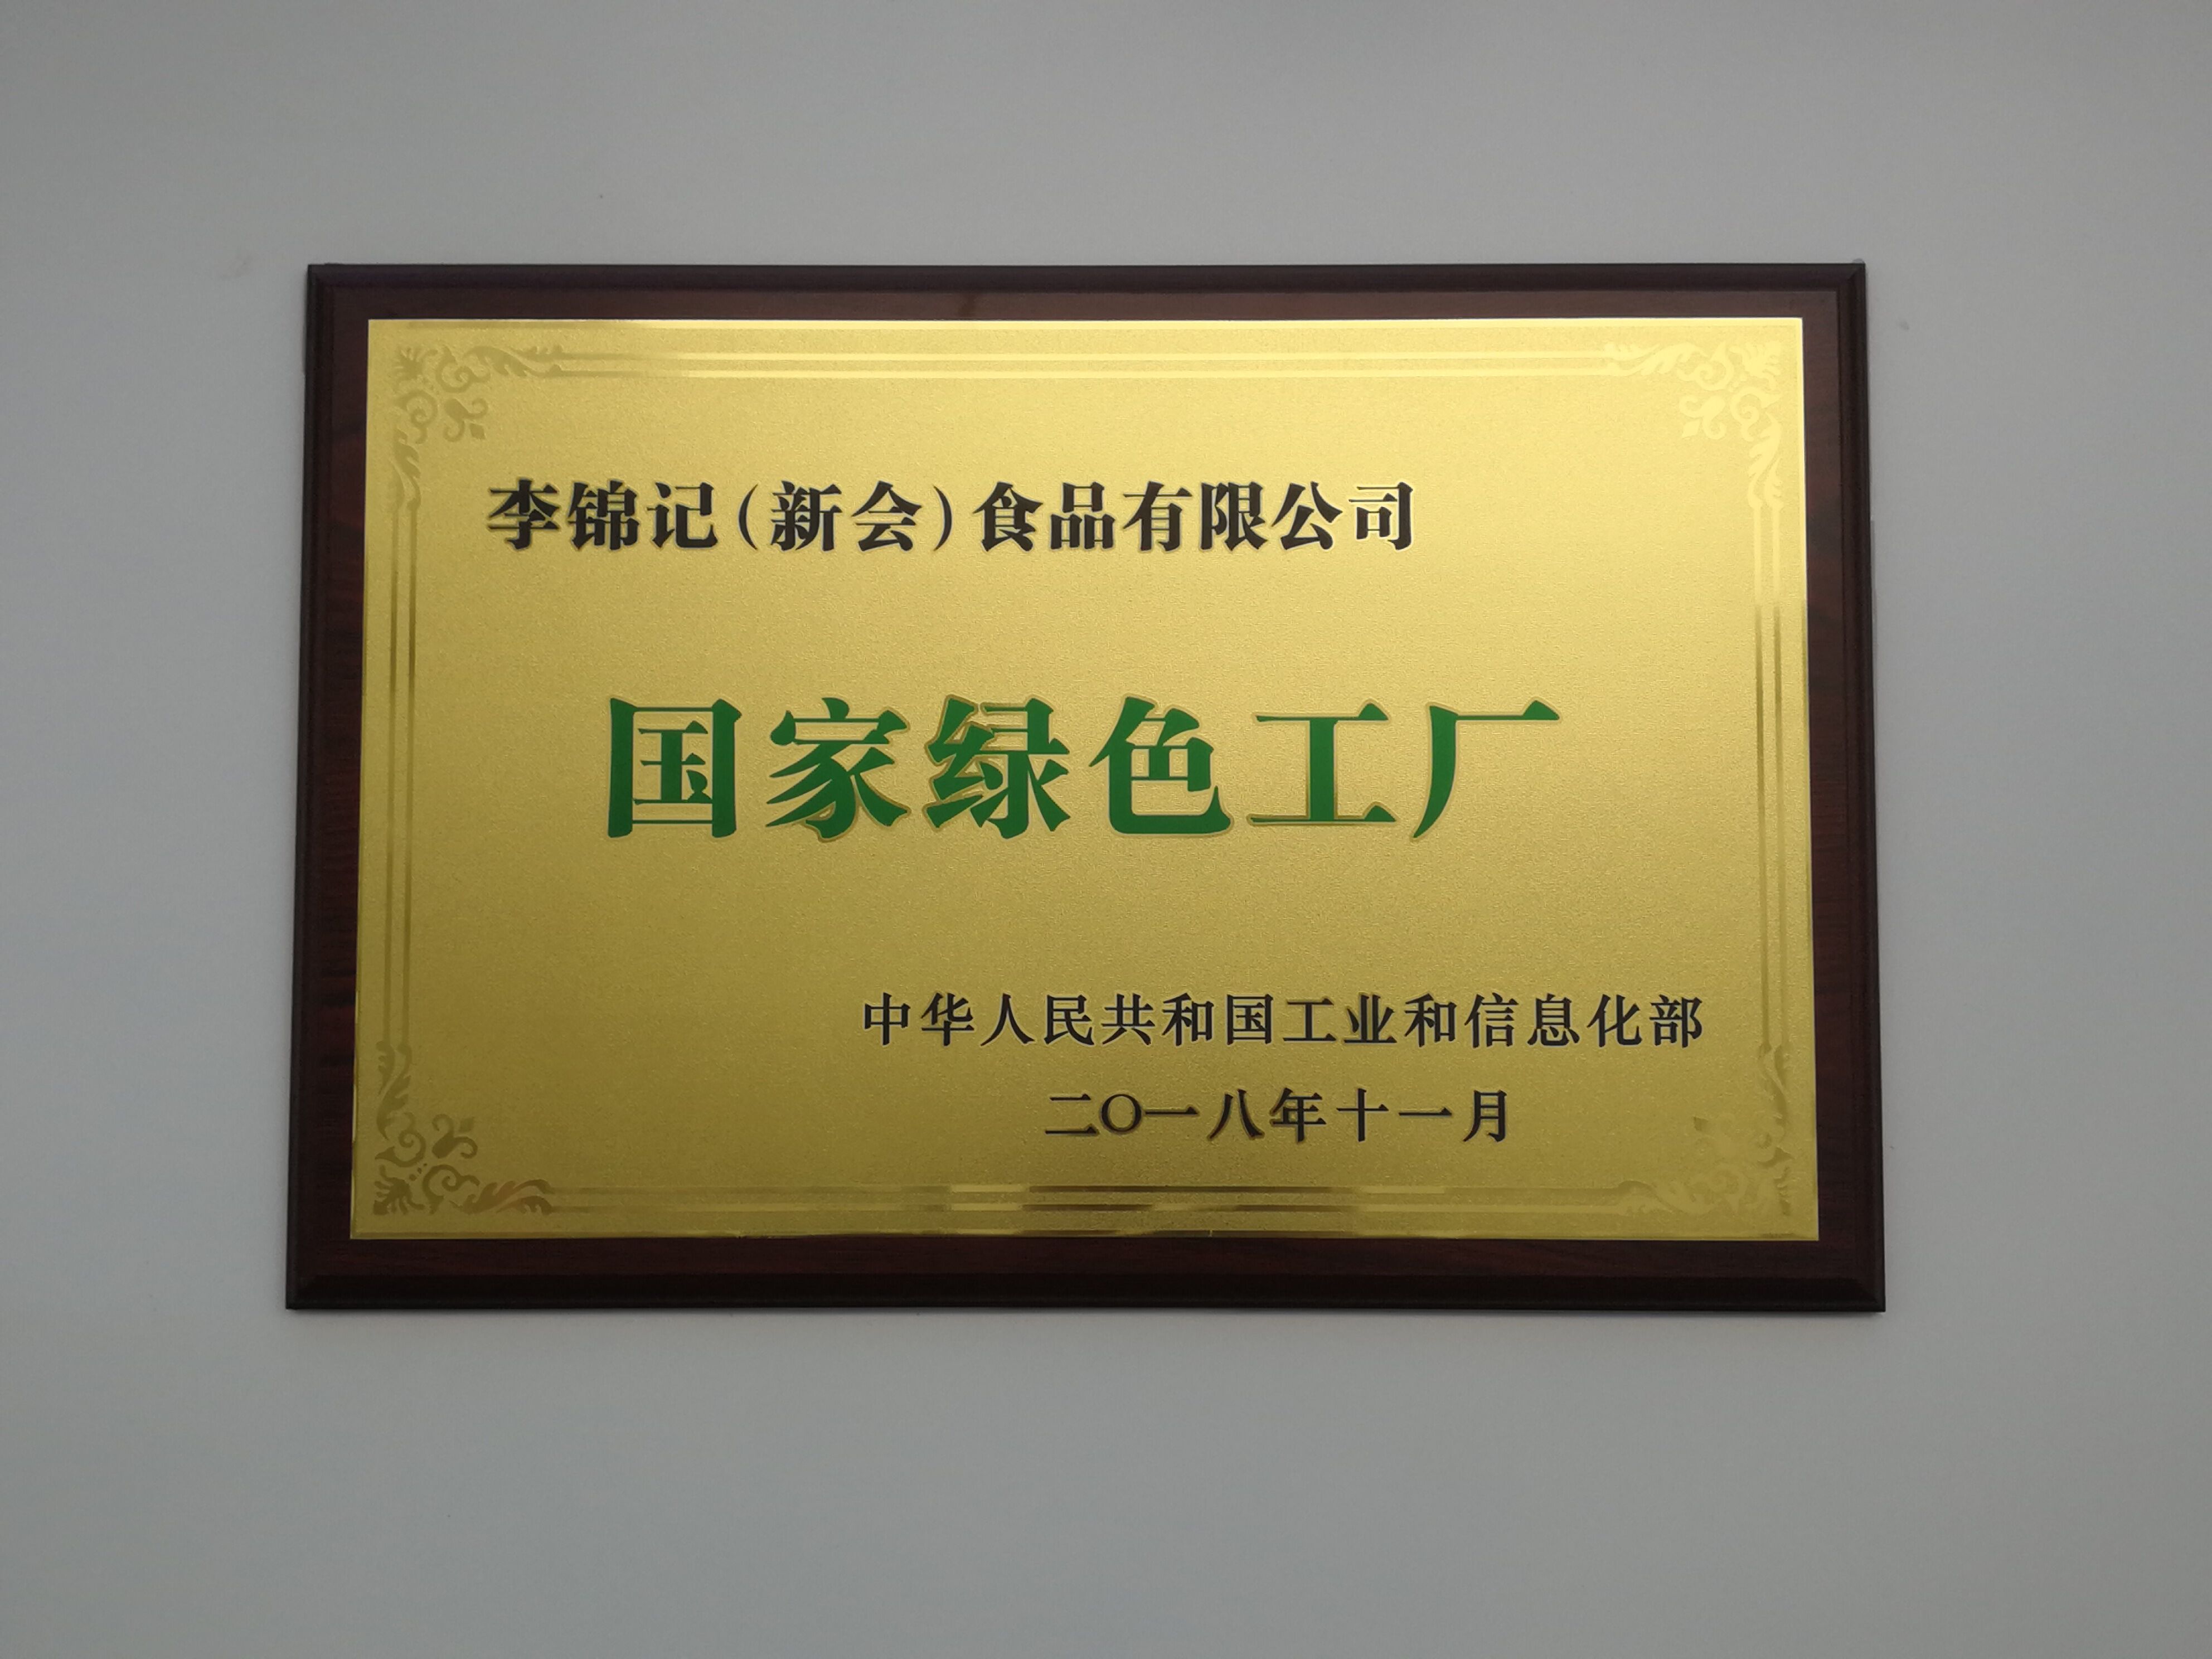 李锦记（新会）食品有限公司
国家绿色工厂
中华人民共和国工业和信息化部
二〇一八年十一月